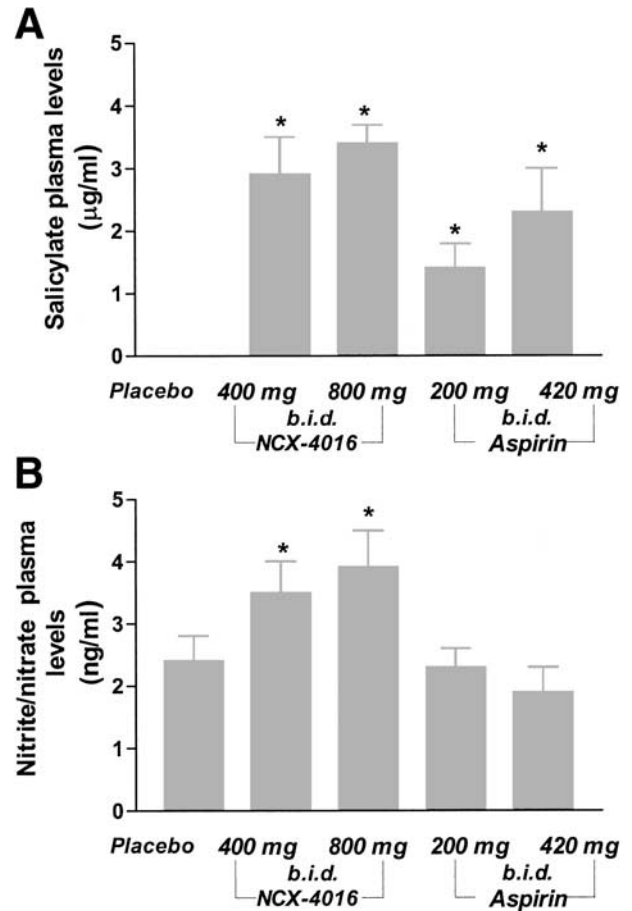 A
Salicylate plasma levels
(µg/ml)
5
4
3
2
1
0
* * * *
Placebo 400 mg 800 mg 200 mg 420 mg
b.i.d. b.i.d.
NCX-4016 Aspirin
B
Nitrite/nitrate plasma
levels
(ng/ml)
5
4
3
2
1
0
* *
Placebo 400 mg 800 mg 200 mg 420 mg
b.i.d. b.i.d.
NCX-4016 Aspirin